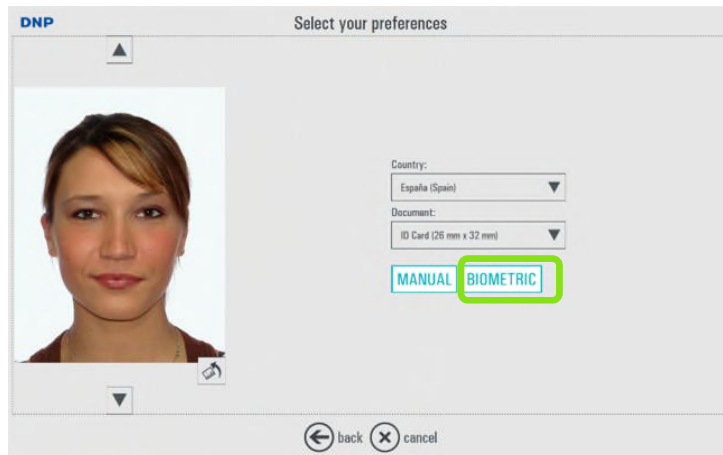 DNP
Select your preferences
Country:
España (Spain)
Document:
ID Card (26 mm x 32 mm)
MANUAL
BIOMETRIC
back
cancel